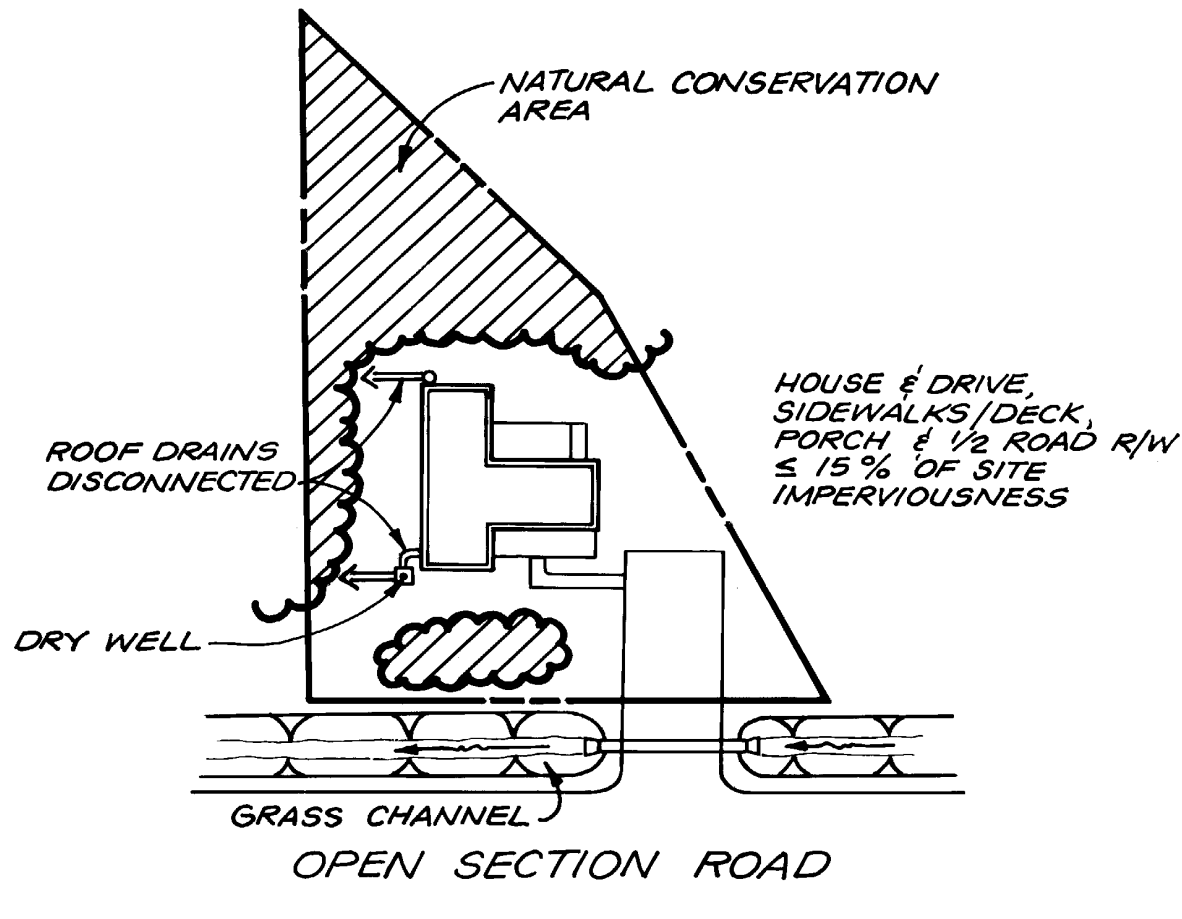 NATURAL CONSERVATION
AREA
HOUSE & DRIVE,
SIDEWALKS/DECK,
PORCH & 1/2 ROAD R/W
≤ 15% OF SITE
IMPERVIOUSNESS
ROOF DRAINS
DISCONNECTED
DRY WELL
GRASS CHANNEL
OPEN SECTION ROAD